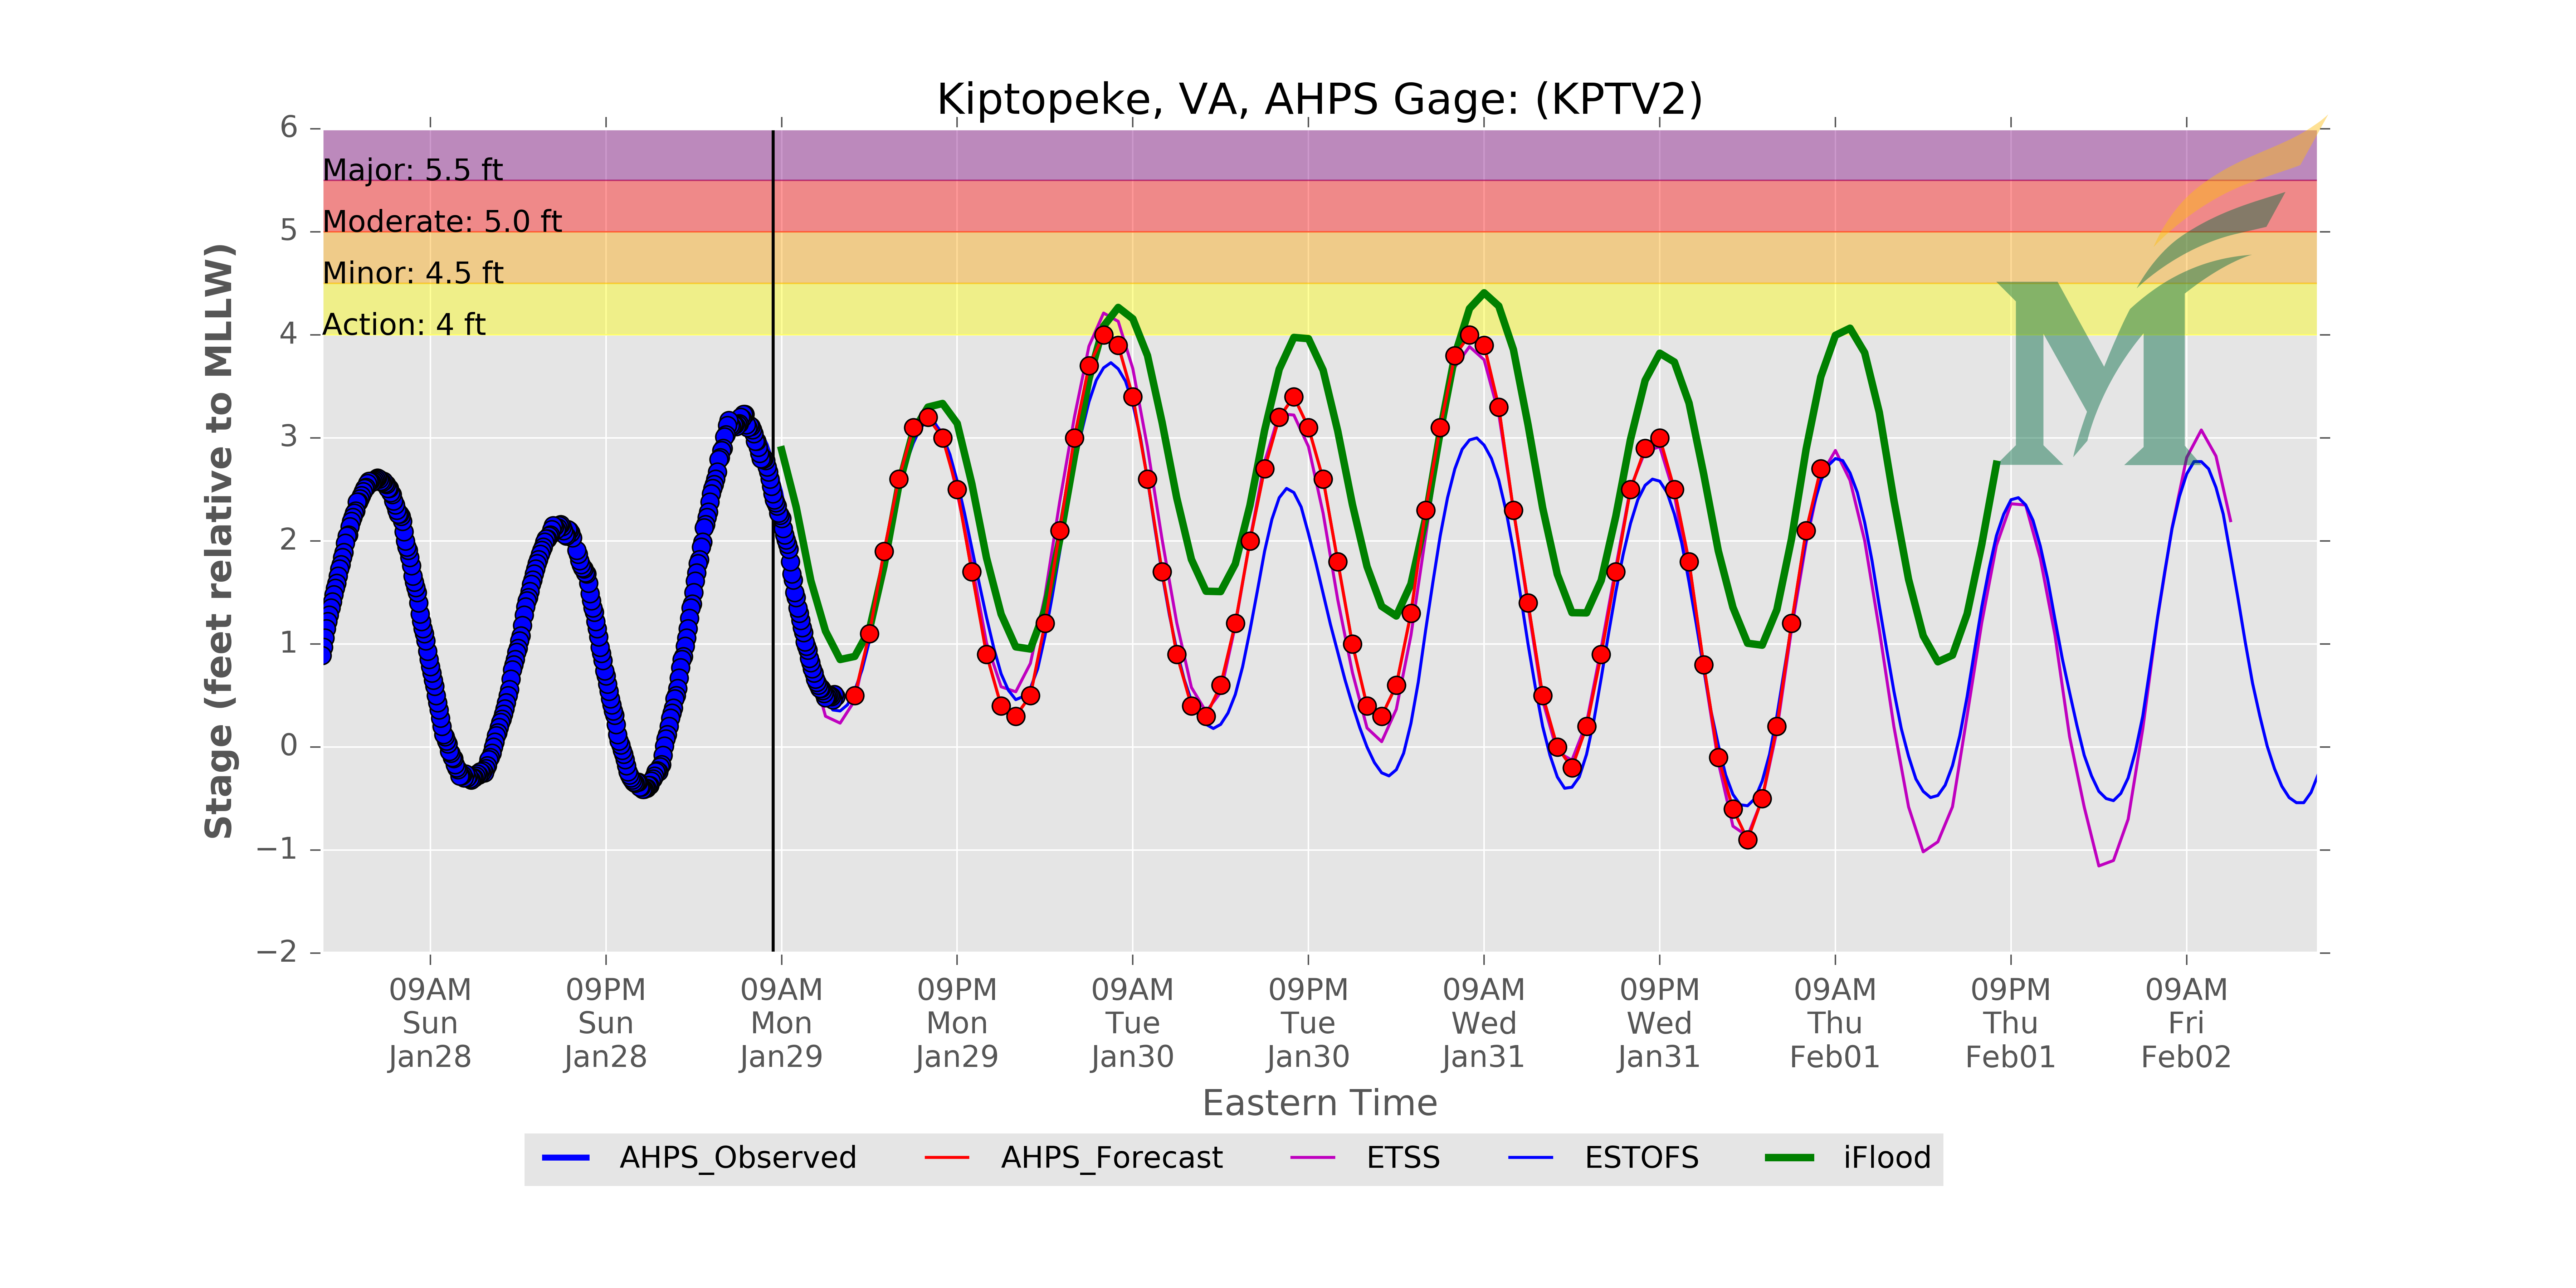 Kiptopeke, VA, AHPS Gage: (KPTV2)
6
Major: 5.5 ft
Moderate: 5.0 ft
5
Minor: 4.5 ft
Action: 4 ft
4
3
2
1
0
−1
−2
Stage (feet relative to MLLW)
09AM 09PM 09AM 09PM 09AM 09PM 09AM 09PM 09AM 09PM 09AM
Sun Sun Mon Mon Tue Tue Wed Wed Thu Thu Fri
Jan28 Jan28 Jan29 Jan29 Jan30 Jan30 Jan31 Jan31 Feb01 Feb01 Feb02
Eastern Time
AHPS_Observed AHPS_Forecast ETSS ESTOFS iFlood
M